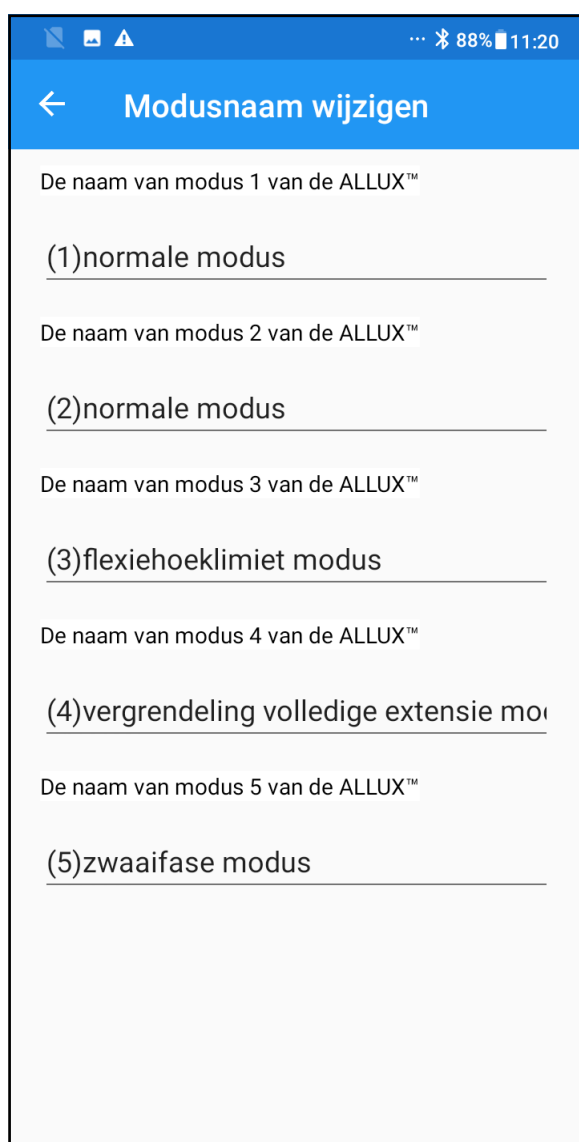 ... 88% 11:20
Modusnaam wijzigen
De naam van modus 1 van de ALLUX™
(1)normale modus
De naam van modus 2 van de ALLUX™
(2)normale modus
De naam van modus 3 van de ALLUX™
(3)flexiehoeklimiet modus
De naam van modus 4 van de ALLUX™
(4)vergrendeling volledige extensie mo
De naam van modus 5 van de ALLUX™
(5)zwaaifase modus